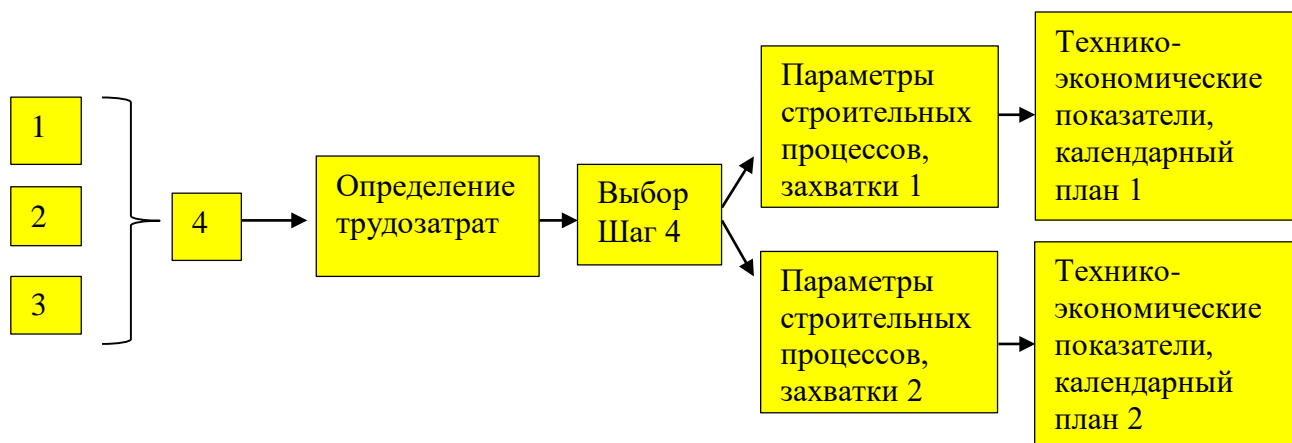 1
2
3
4
Определение
трудозатрат
Выбор
Шаг 4
Параметры
строительных
процессов,
захватки 1
Технико-
экономические
показатели,
календарный
план 1
Параметры
строительных
процессов,
захватки 2
Технико-
экономические
показатели,
календарный
план 2